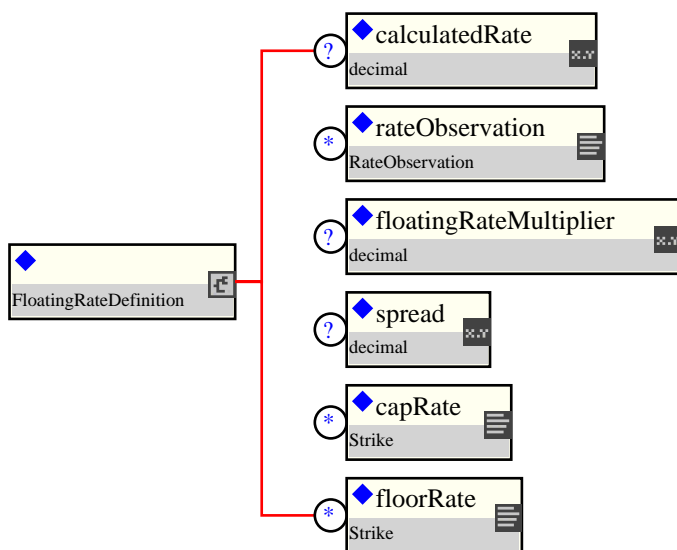 ? calculatedRate
x.Y
decimal
* rateObservation
RateObservation
? floatingRateMultiplier
x.Y
decimal
FloatingRateDefinition
? spread
x.Y
decimal
* capRate
Strike
* floorRate
Strike